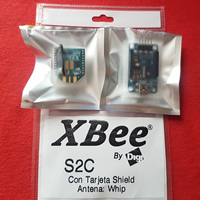 XBee®
By Digi
S2C
Con Tarjeta Shield
Antena: Whip